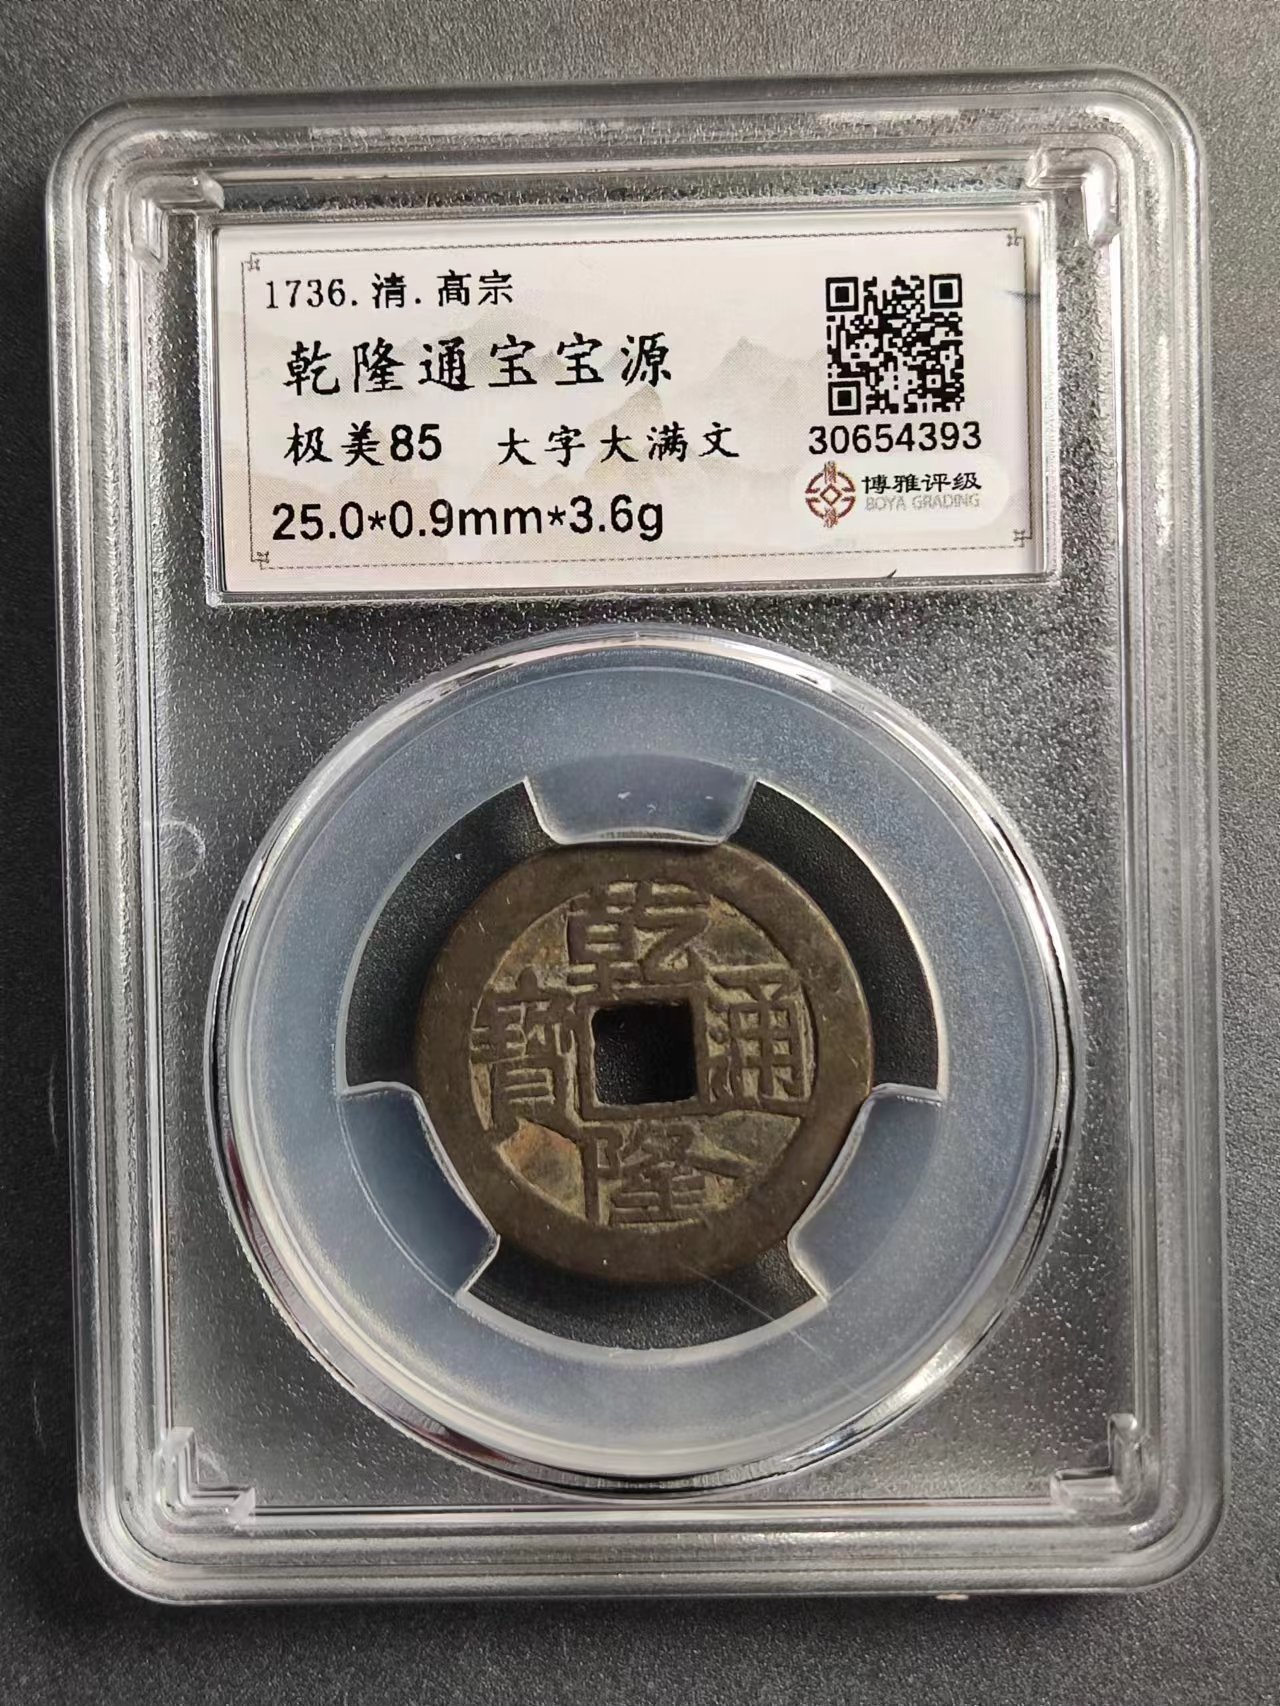 1736.清.高宗
乾隆通宝宝源
极美85 大字大满文
25.0*0.9mm*3.6g
30654393
博雅评级
BOYA GRADING
乾隆通寶